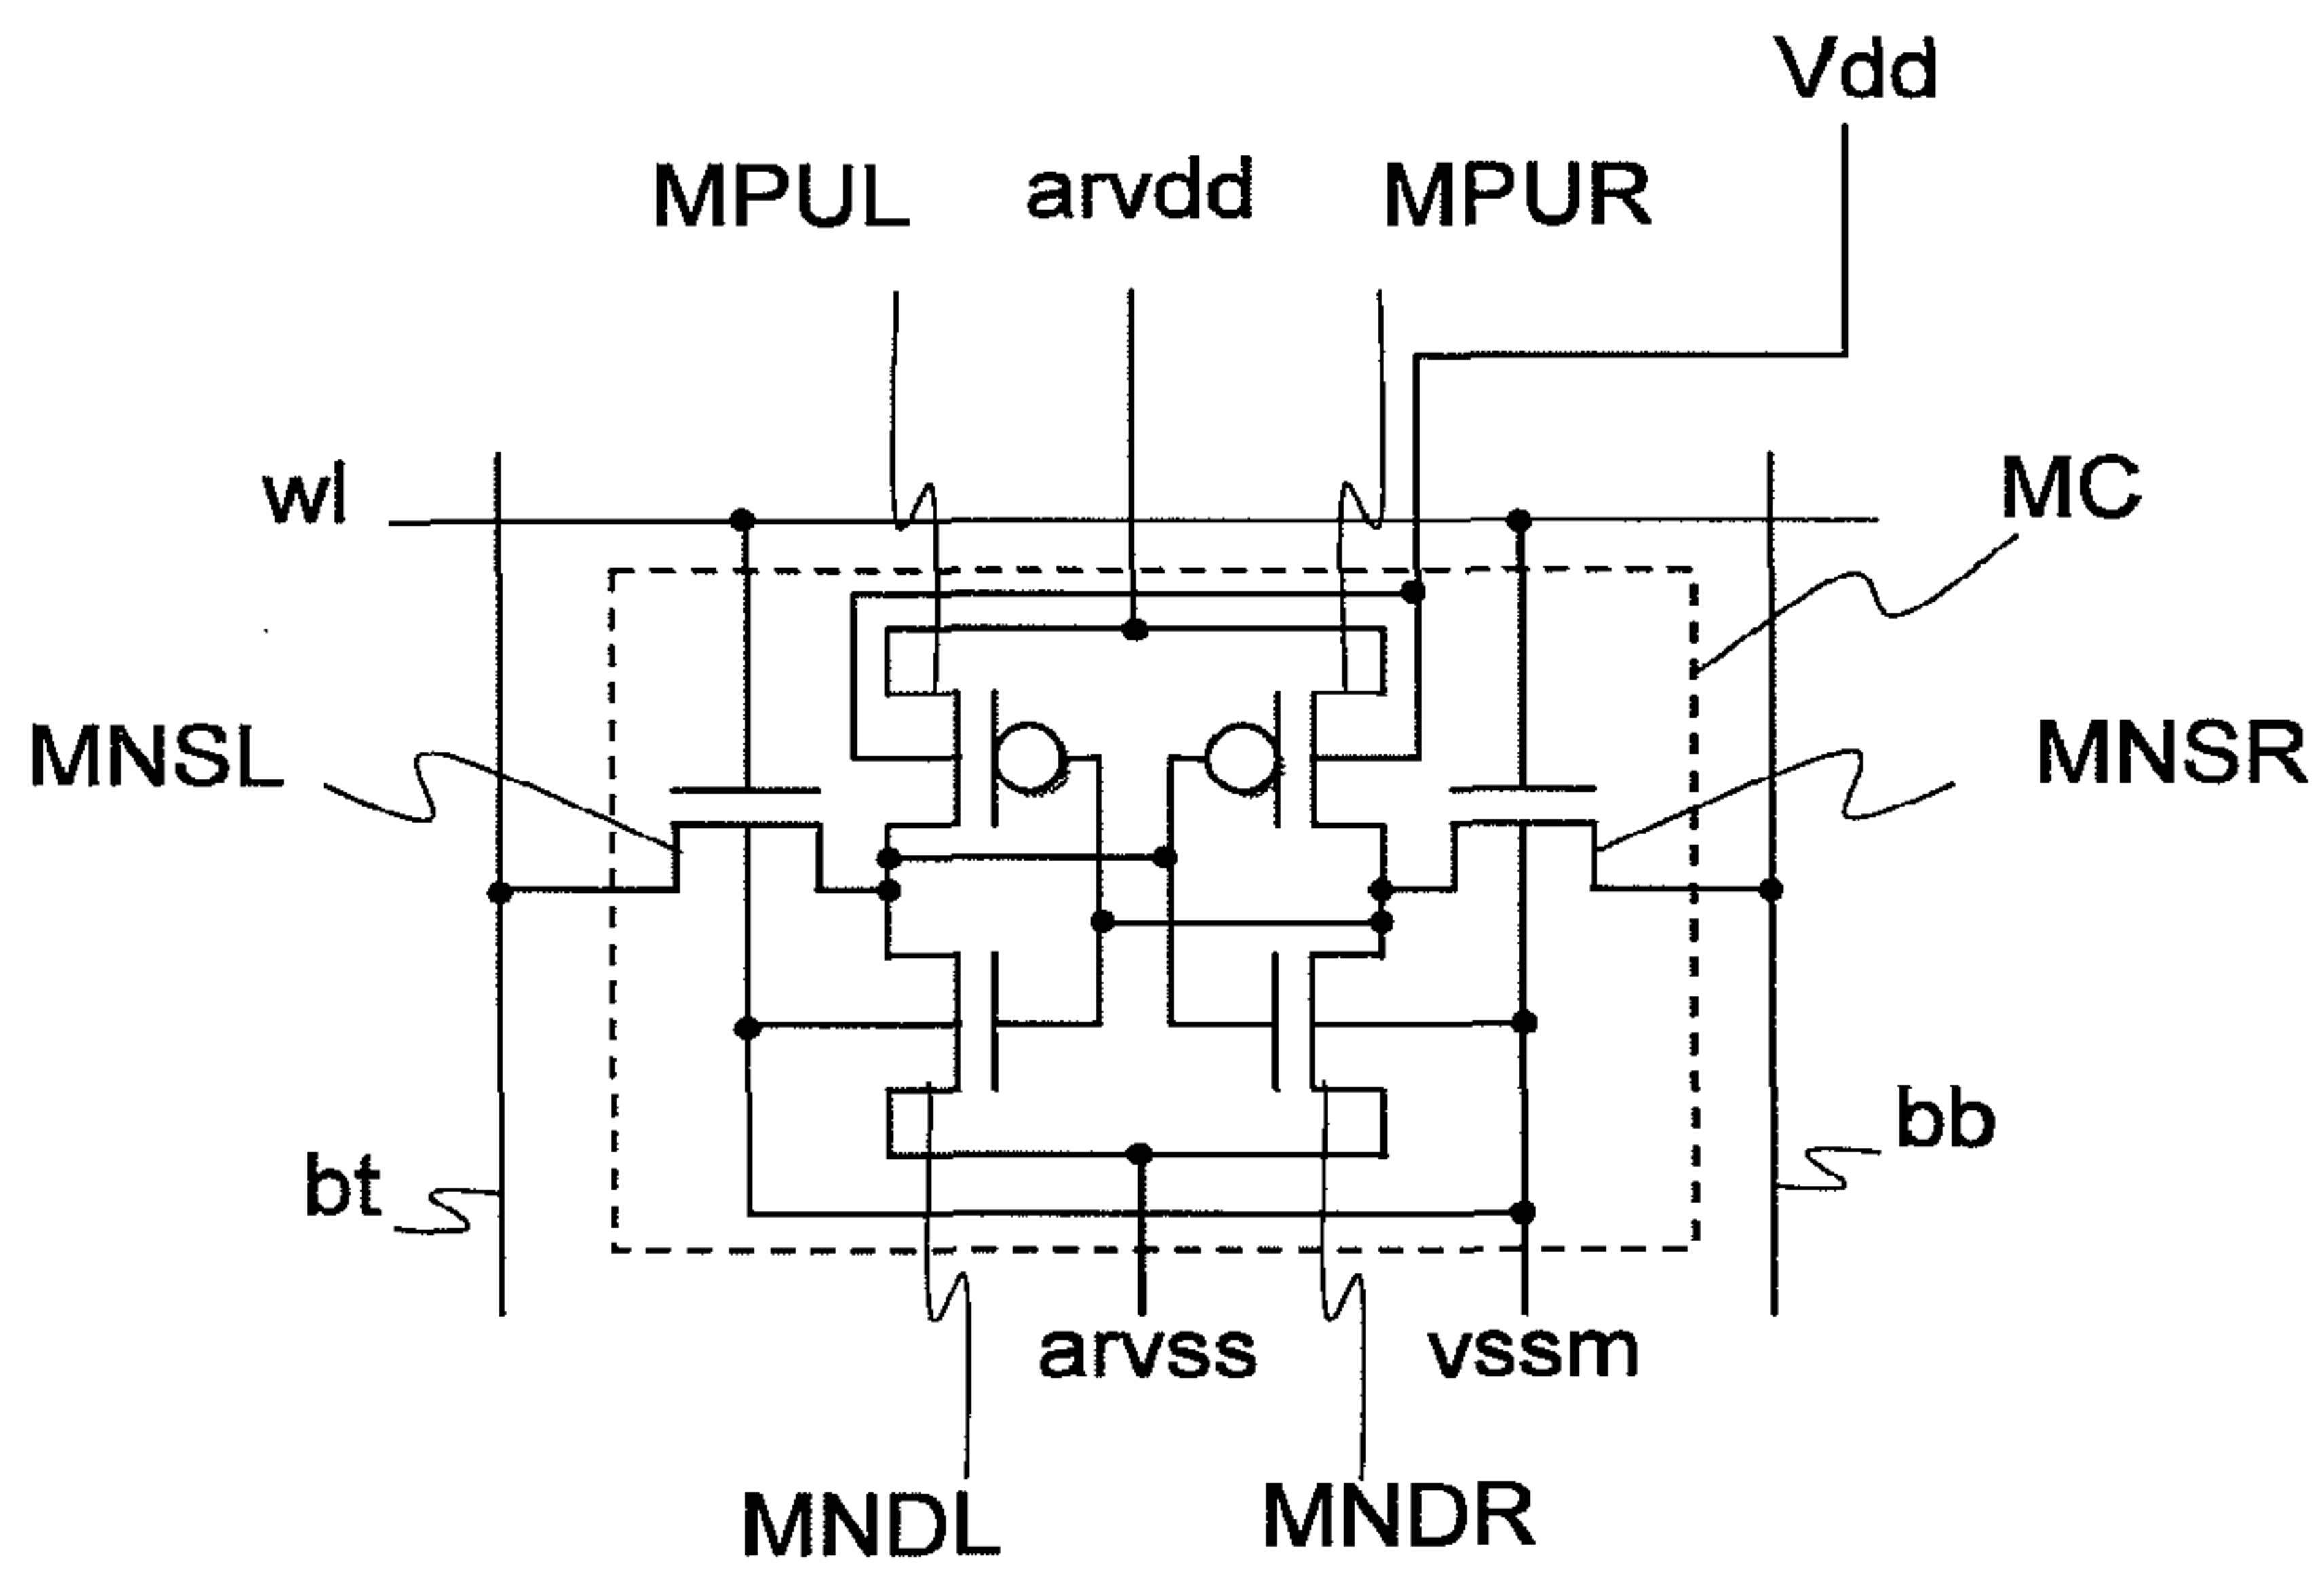 Vdd
MPUL arvdd MPUR
wl MC
MNSL MNSR
bt bb
arvss vssm
MNDL MNDR